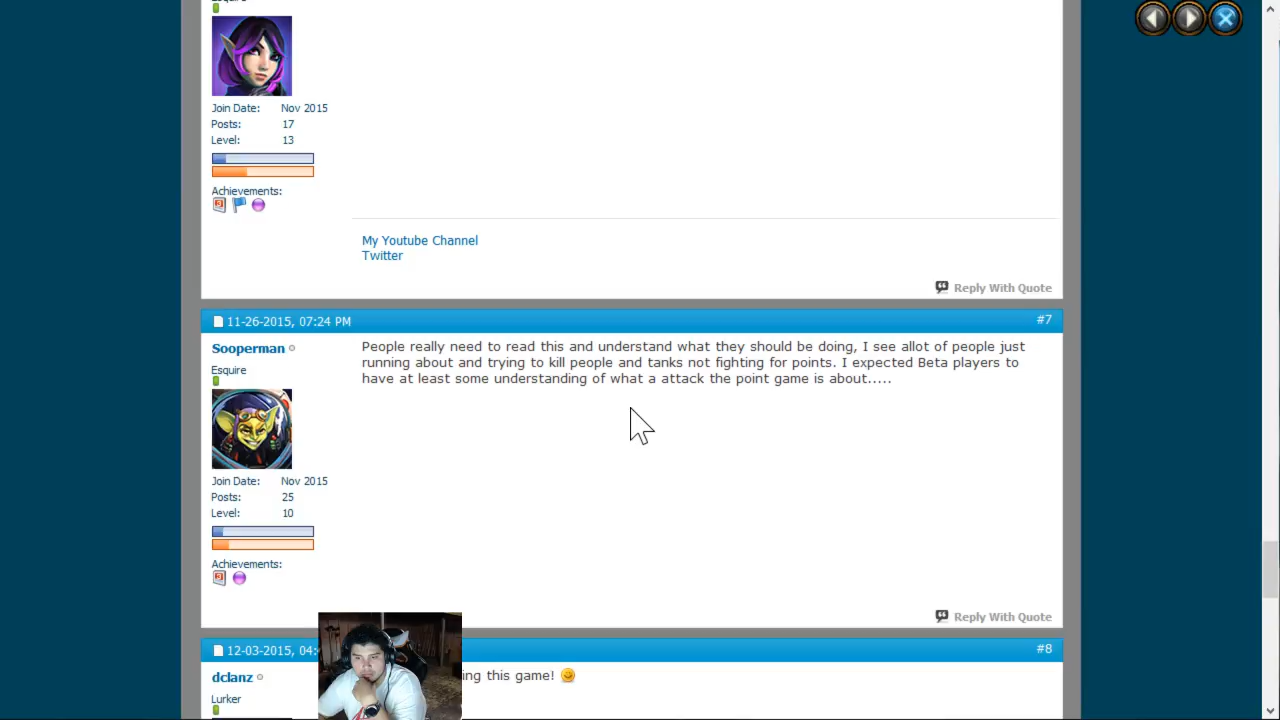 Join Date: Nov 2015
Posts: 17
Level: 13
Achievements:
My Youtube Channel
Twitter
Reply With Quote
11-26-2015, 07:24 PM
#7
Sooperman
Esquire
Join Date: Nov 2015
Posts: 25
Level: 10
Achievements:
People really need to read this and understand what they should be doing, I see allot of people just
running about and trying to kill people and tanks not fighting for points. I expected Beta players to
have at least some understanding of what a attack the point game is about.....
Reply With Quote
12-03-2015, 04:
#8
dclanz
Lurker
ing this game!